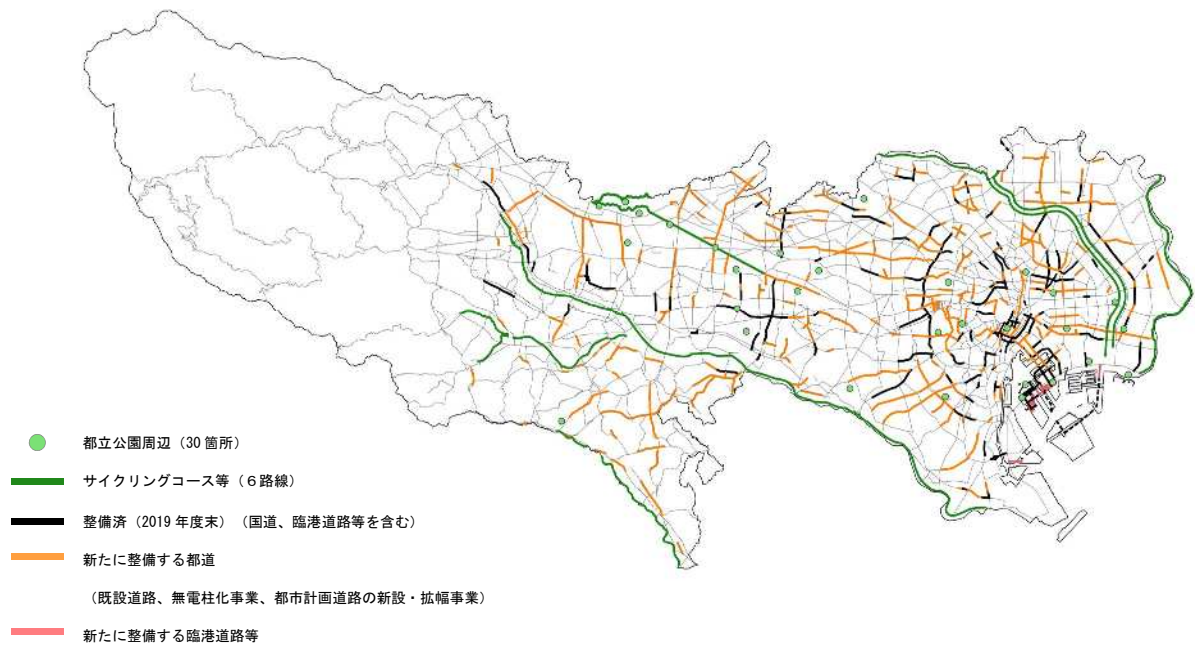 都立公園周辺（30箇所）
サイクリングコース等（６路線）
整備済（2019年度末）（国道、臨港道路等を含む）
新たに整備する都道
（既設道路、無電柱化事業、都市計画道路の新設・拡幅事業）
新たに整備する臨港道路等